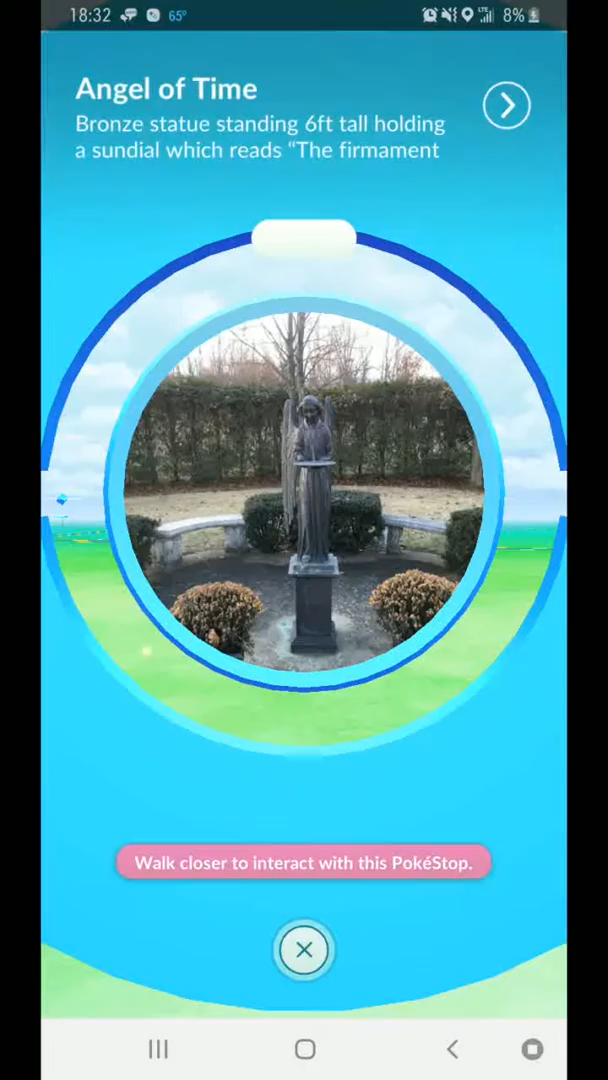 18:32 65° LTE 8%
Angel of Time
Bronze statue standing 6ft tall holding
a sundial which reads “The firmament
Walk closer to interact with this PokéStop.